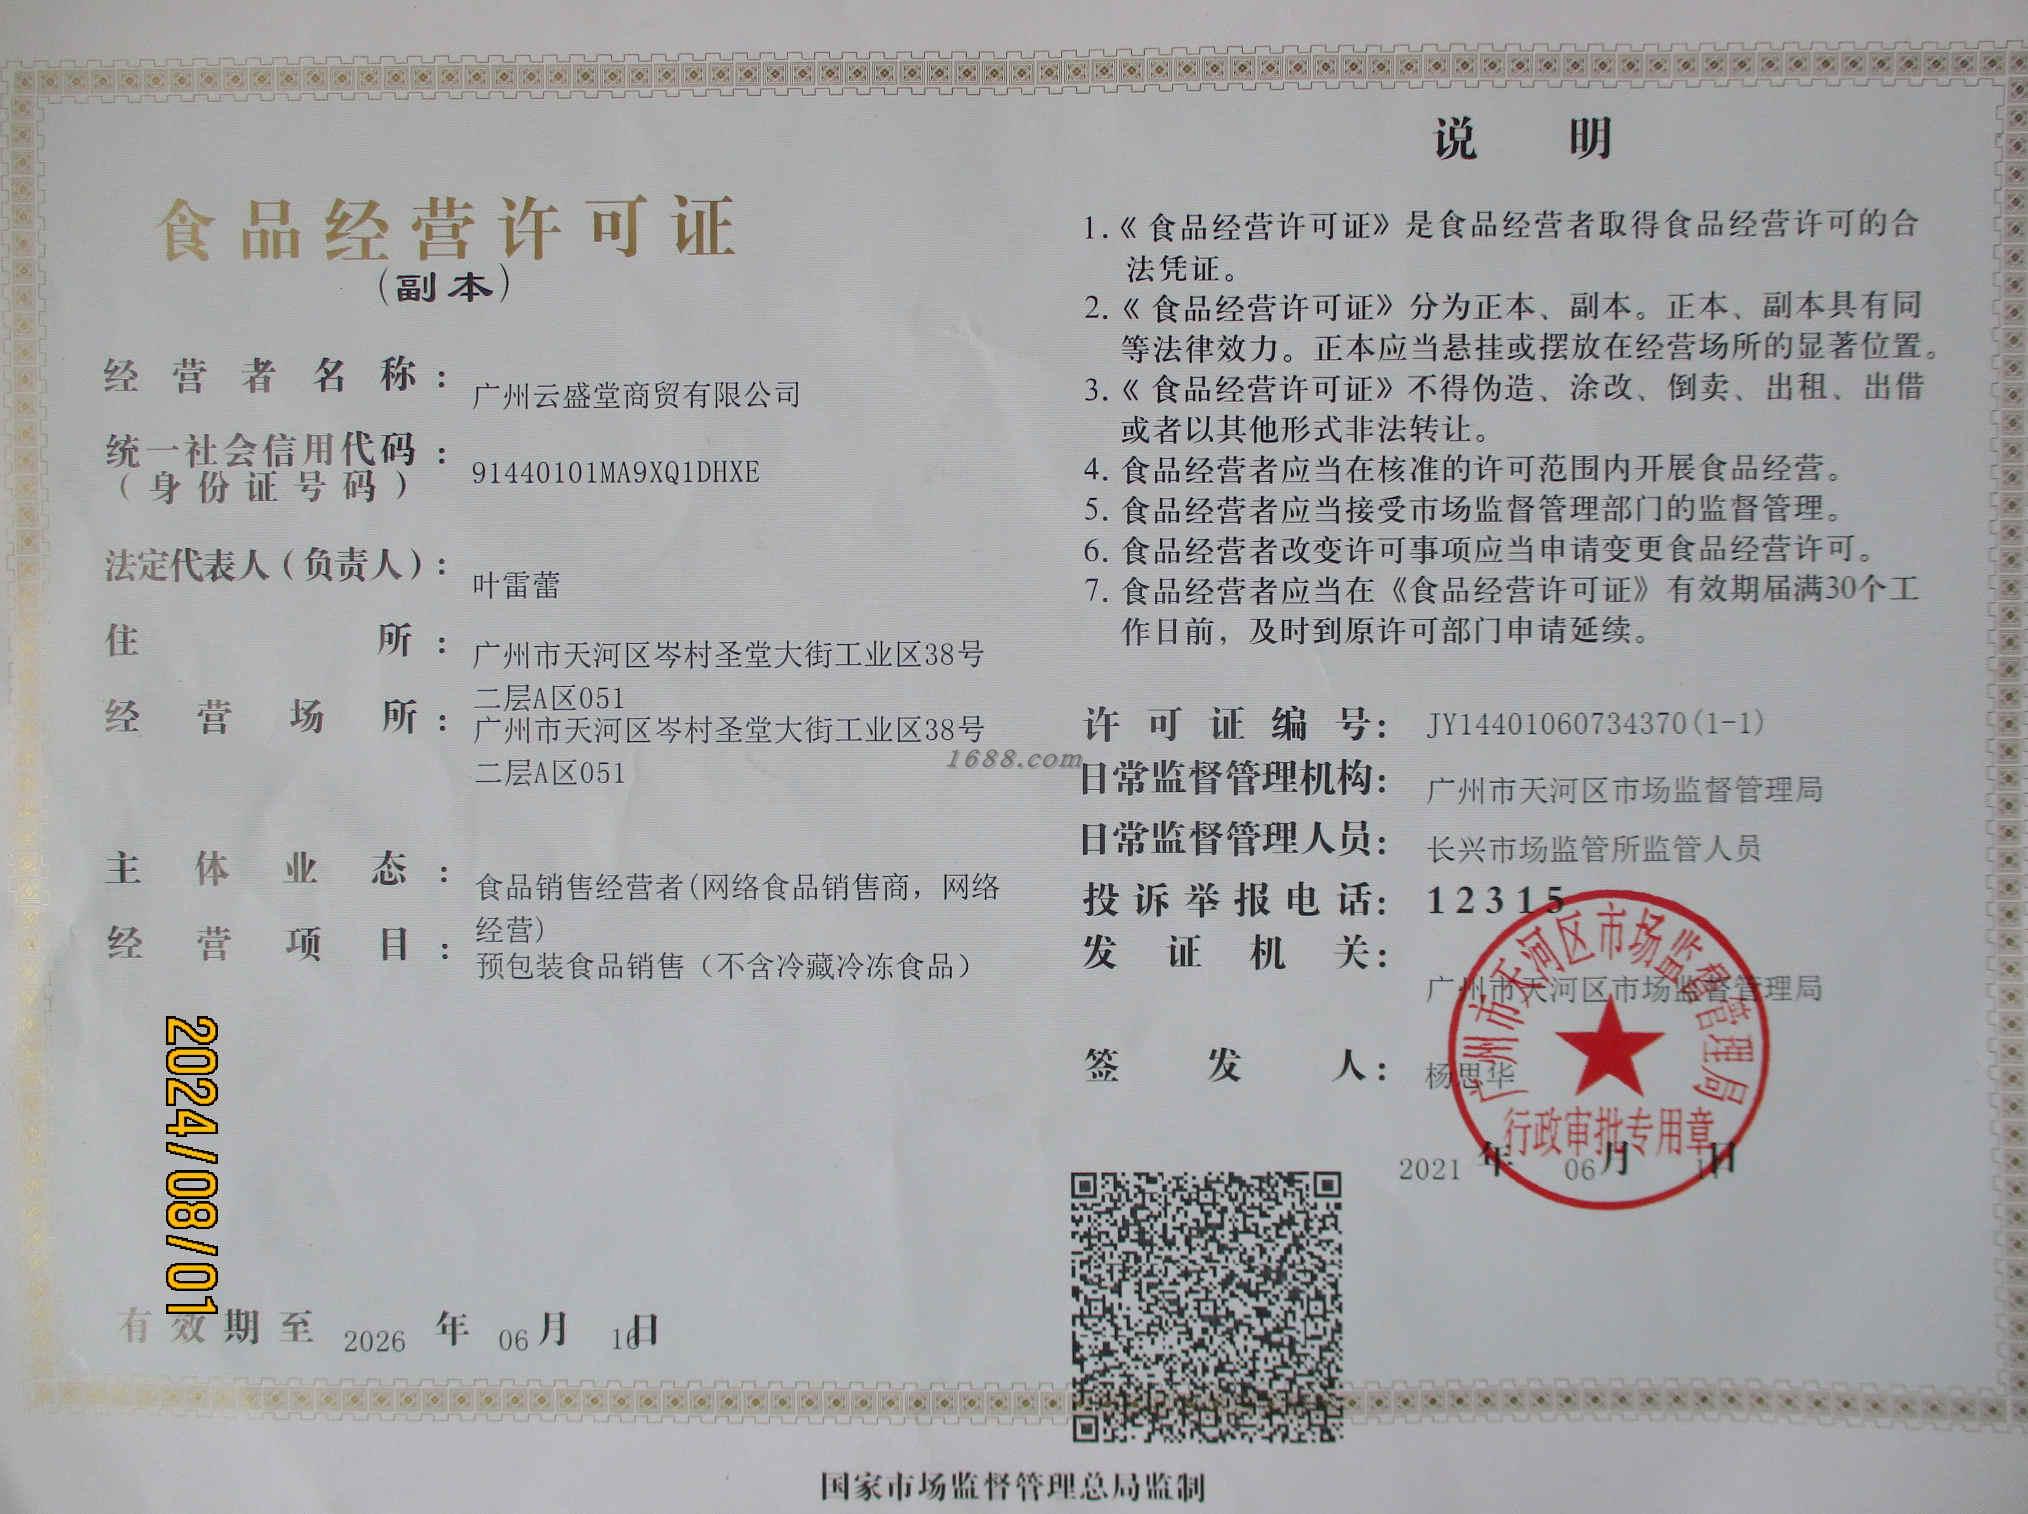 食品经营许可证
(副本)
经营者名称：广州云盛堂商贸有限公司
统一社会信用代码：91440101MA9XQ1DHXE
(身份证号码)
法定代表人(负责人)：叶雷蕾
住所：广州市天河区岑村圣堂大街工业区38号
二层A区051
经营场所：广州市天河区岑村圣堂大街工业区38号
二层A区051
主体业态：食品销售经营者(网络食品销售商，网络
经营)
经营项目：预包装食品销售（不含冷藏冷冻食品）
2024/08/01
有效期至 2026 年 06 月 16日
说 明
1.《食品经营许可证》是食品经营者取得食品经营许可的合
法凭证。
2.《食品经营许可证》分为正本、副本。正本、副本具有同
等法律效力。正本应当悬挂或摆放在经营场所的显著位置。
3.《食品经营许可证》不得伪造、涂改、倒卖、出租、出借
或者以其他形式非法转让。
4. 食品经营者应当在核准的许可范围内开展食品经营。
5. 食品经营者应当接受市场监督管理部门的监督管理。
6. 食品经营者改变许可事项应当申请变更食品经营许可。
7. 食品经营者应当在《食品经营许可证》有效期届满30个工
作日前，及时到原许可部门申请延续。
许可证编号：JY14401060734370(1-1)
1688.com
日常监督管理机构：广州市天河区市场监督管理局
日常监督管理人员：长兴市场监管所监管人员
投诉举报电话：12315
发证机关：广州市天河区市场监督管理局
签发人：杨思华
广州市天河区市场监督管理局
行政审批专用章
2021 年 06 月 日
国家市场监督管理总局监制